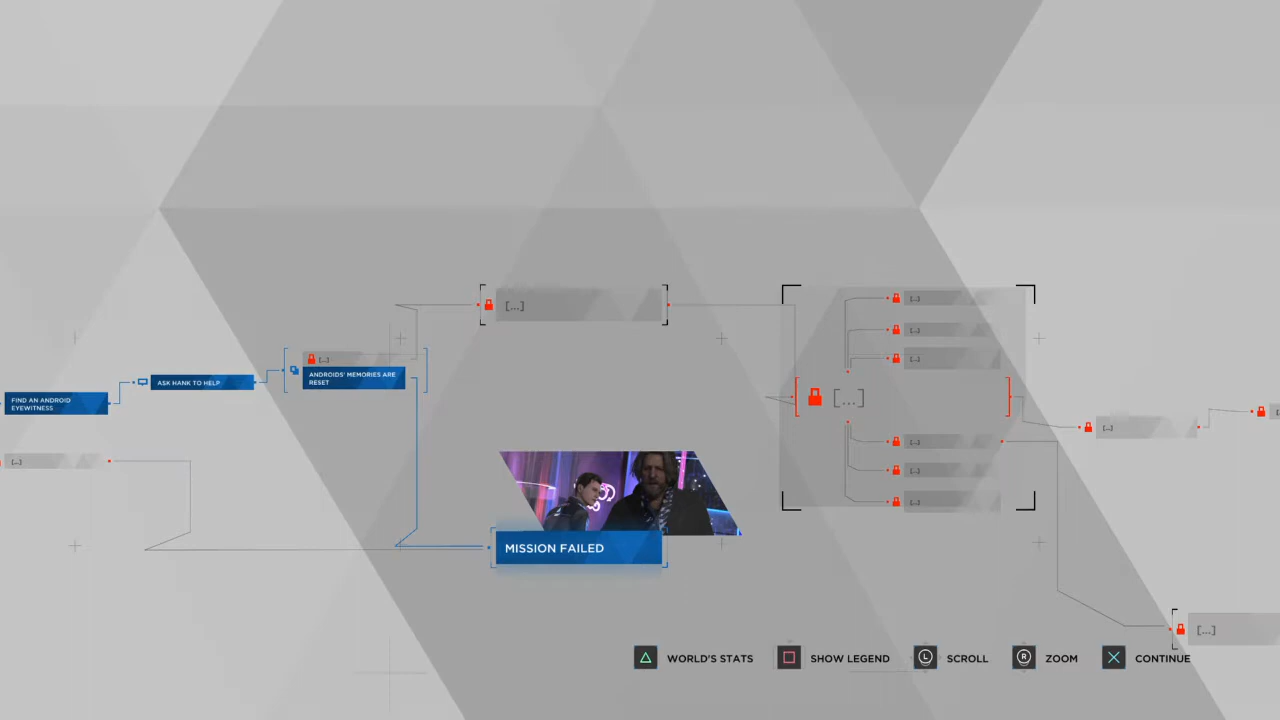 [...]
[...]
[...]
[...]
[...]
ANDROIDS' MEMORIES ARE
RESET
ASK HANK TO HELP
FIND AN ANDROID
EYEWITNESS
[...]
[...]
[...]
[...]
[...]
[...]
MISSION FAILED
[...]
WORLD'S STATS
SHOW LEGEND
L
SCROLL
R
ZOOM
CONTINUE